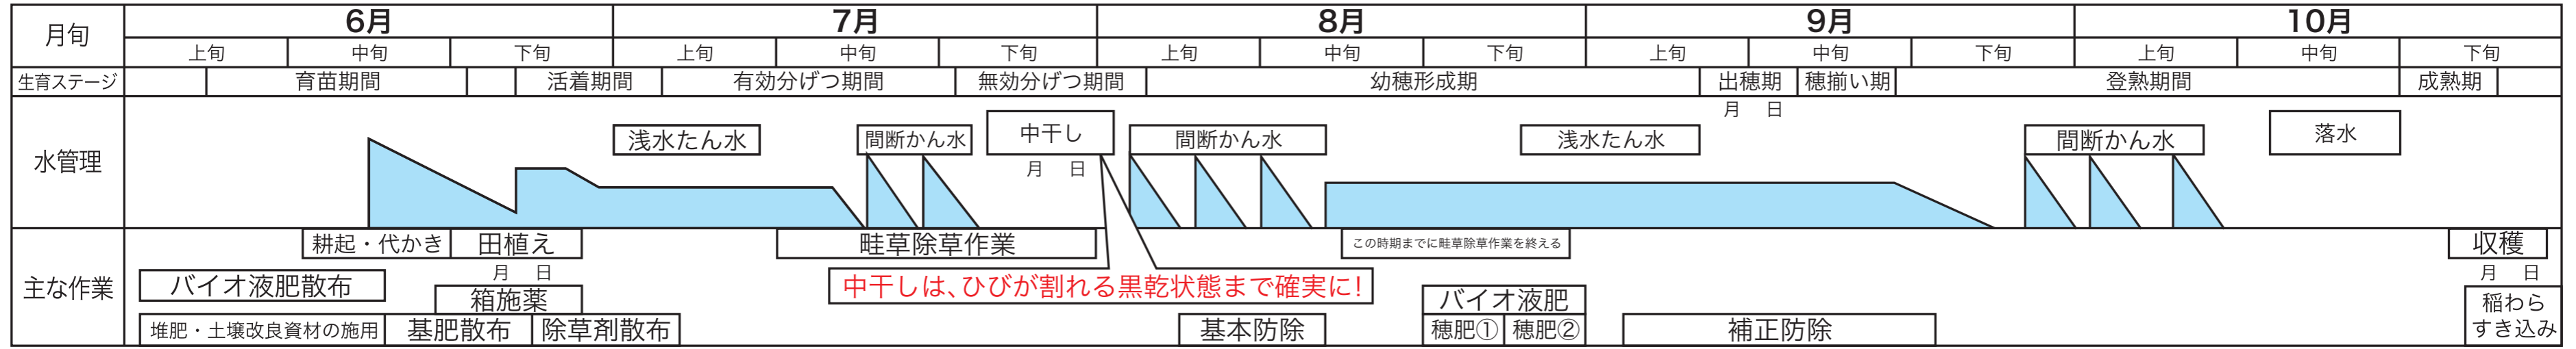 月旬
6月
7月
8月
9月
10月
上旬
中旬
下旬
上旬
中旬
下旬
上旬
中旬
下旬
上旬
中旬
下旬
上旬
中旬
下旬
生育ステージ
育苗期間
活着期間
有効分げつ期間
無効分げつ期間
幼穂形成期
出穂期
穂揃い期
登熟期間
成熟期
月 日
水管理
浅水たん水
間断かん水
中干し
月 日
間断かん水
浅水たん水
間断かん水
落水
主な作業
耕起・代かき
田植え
月 日
畦草除草作業
この時期までに畦草除草作業を終える
収穫
月 日
バイオ液肥散布
箱施薬
中干しは、ひびが割れる黒乾状態まで確実に!
バイオ液肥
稲わら
すき込み
堆肥・土壌改良資材の施用
基肥散布
除草剤散布
基本防除
穂肥①
穂肥②
補正防除